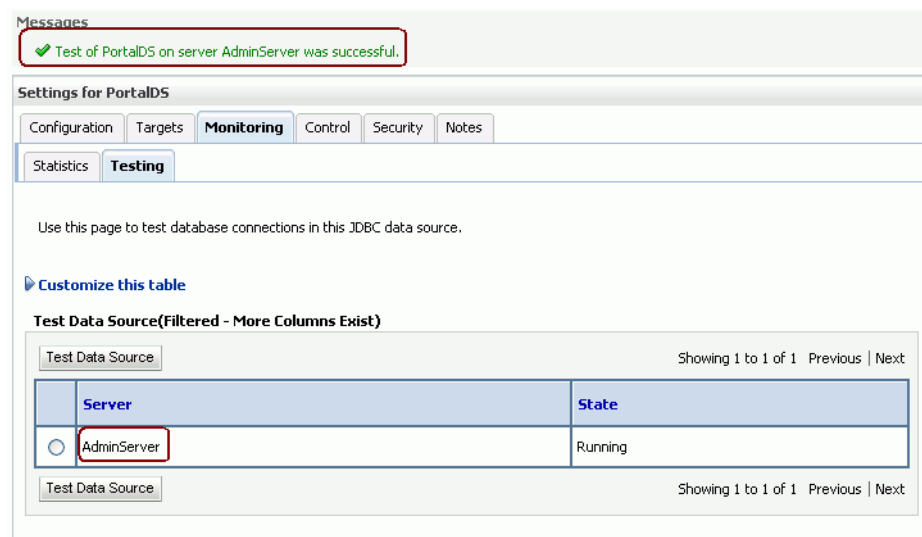 Messages
Test of PortalDS on server AdminServer was successful.
Settings for PortalDS
Configuration Targets Monitoring Control Security Notes
Statistics Testing
Use this page to test database connections in this JDBC data source.
Customize this table
Test Data Source(Filtered - More Columns Exist)
Test Data Source Showing 1 to 1 of 1 Previous | Next
Server State
AdminServer Running
Test Data Source Showing 1 to 1 of 1 Previous | Next